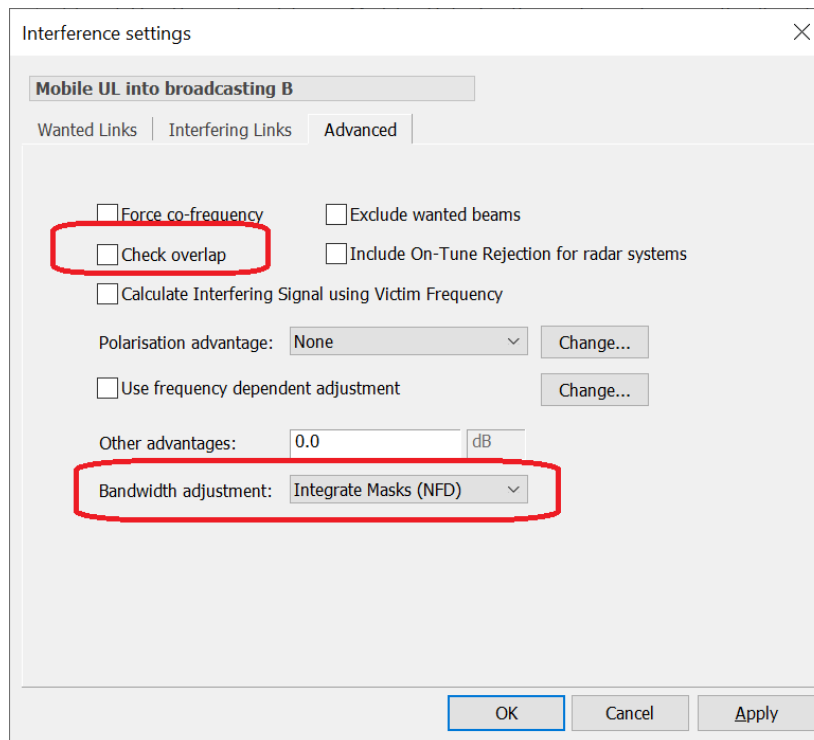 Interference settings
Mobile UL into broadcasting B
Wanted Links Interfering Links Advanced
Force co-frequency Exclude wanted beams
Check overlap Include On-Tune Rejection for radar systems
Calculate Interfering Signal using Victim Frequency
Polarisation advantage: None Change...
Use frequency dependent adjustment Change...
Other advantages: 0.0 dB
Bandwidth adjustment: Integrate Masks (NFD)
OK Cancel Apply